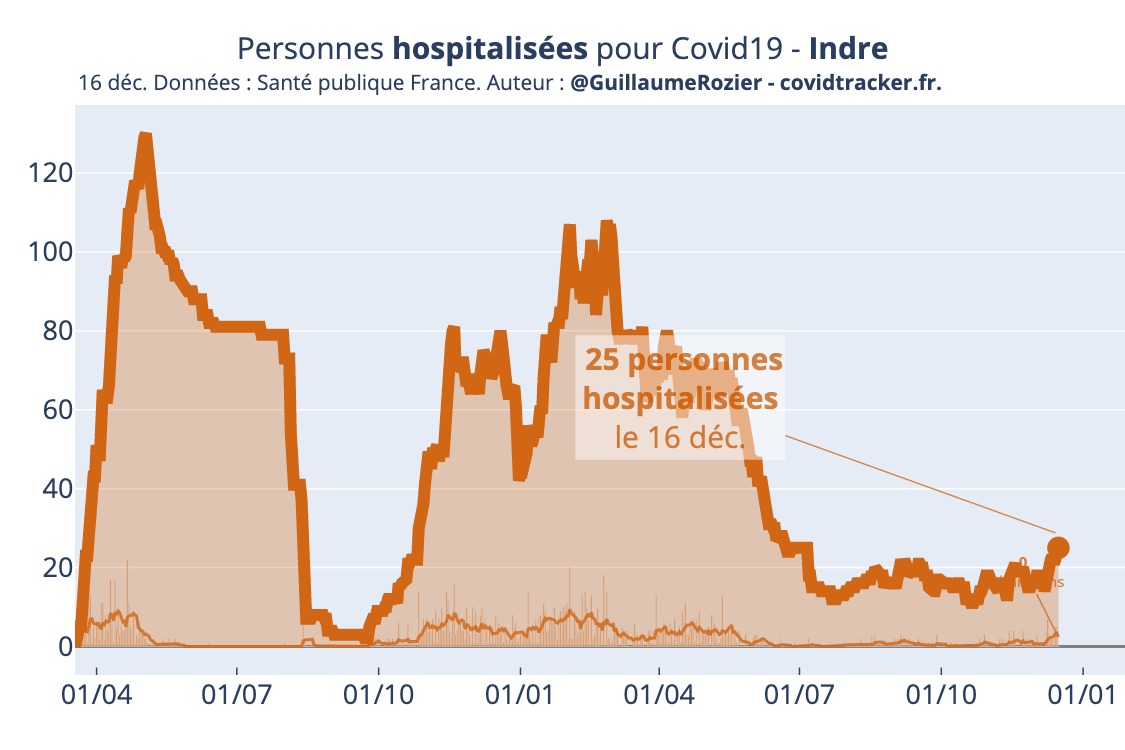 Personnes hospitalisées pour Covid19 - Indre
16 déc. Données : Santé publique France. Auteur : @GuillaumeRozier - covidtracker.fr.
120
100
80
60
40
20
0
25 personnes
hospitalisées
le 16 déc.
0
01/04 01/07 01/10 01/01 01/04 01/07 01/10 01/01